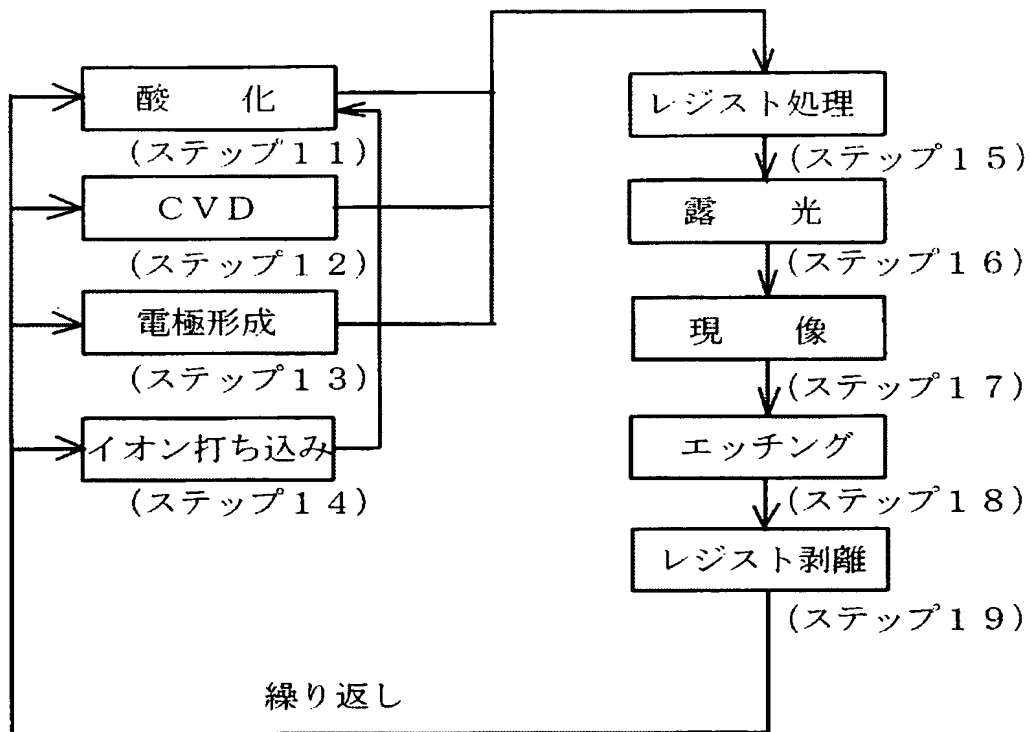 酸　化
(ステップ１１)
ＣＶＤ
(ステップ１２)
電極形成
(ステップ１３)
イオン打ち込み
(ステップ１４)
レジスト処理
(ステップ１５)
露　光
(ステップ１６)
現　像
(ステップ１７)
エッチング
(ステップ１８)
レジスト剥離
(ステップ１９)
繰り返し